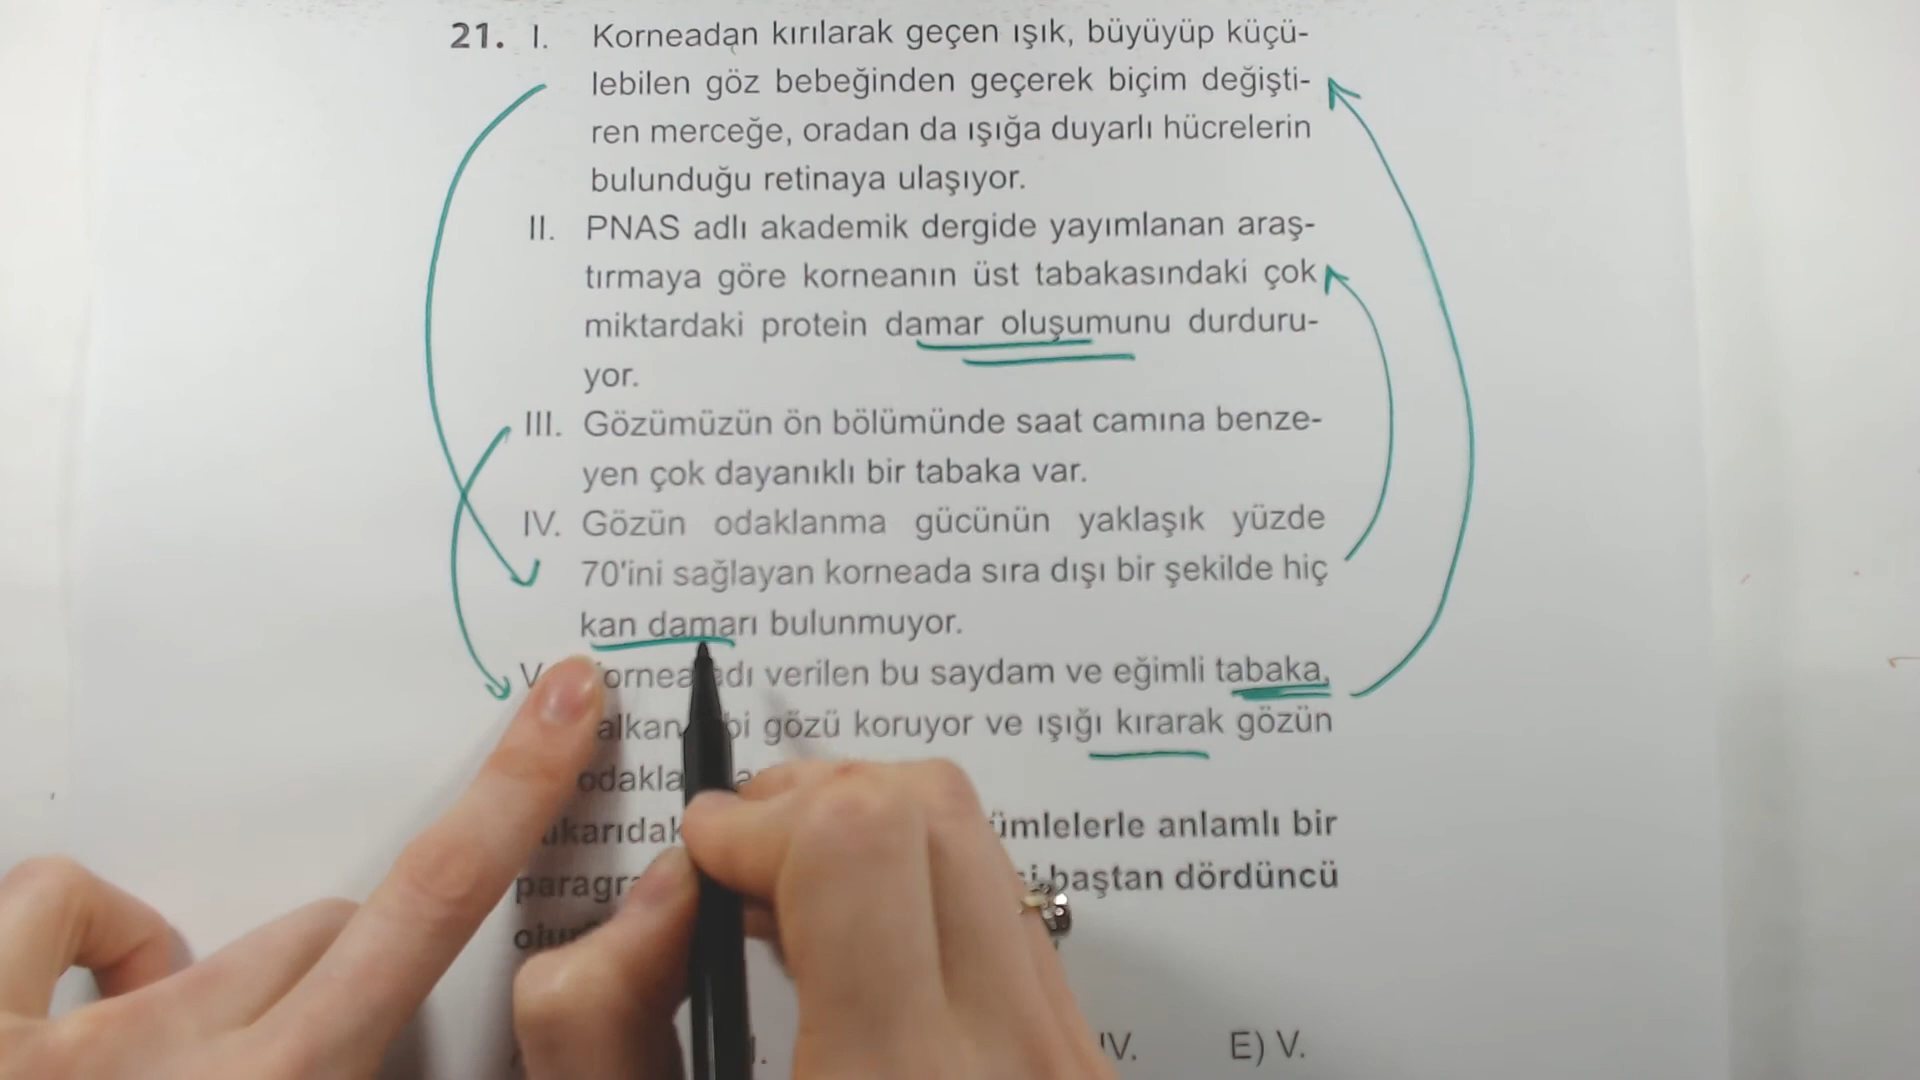 21. I. Korneadan kırılarak geçen ışık, büyüyüp küçü-
lebilen göz bebeğinden geçerek biçim değişti-
ren merceğe, oradan da ışığa duyarlı hücrelerin
bulunduğu retinaya ulaşıyor.
II. PNAS adlı akademik dergide yayımlanan araş-
tırmaya göre korneanın üst tabakasındaki çok
miktardaki protein damar oluşumunu durduru-
yor.
III. Gözümüzün ön bölümünde saat camına benze-
yen çok dayanıklı bir tabaka var.
IV. Gözün odaklanma gücünün yaklaşık yüzde
70'ini sağlayan korneada sıra dışı bir şekilde hiç
kan damarı bulunmuyor.
V. verilen bu saydam ve eğimli tabaka,
gözü koruyor ve ışığı kırarak gözün
anlamlı bir
baştan dördüncü
IV. E) V.